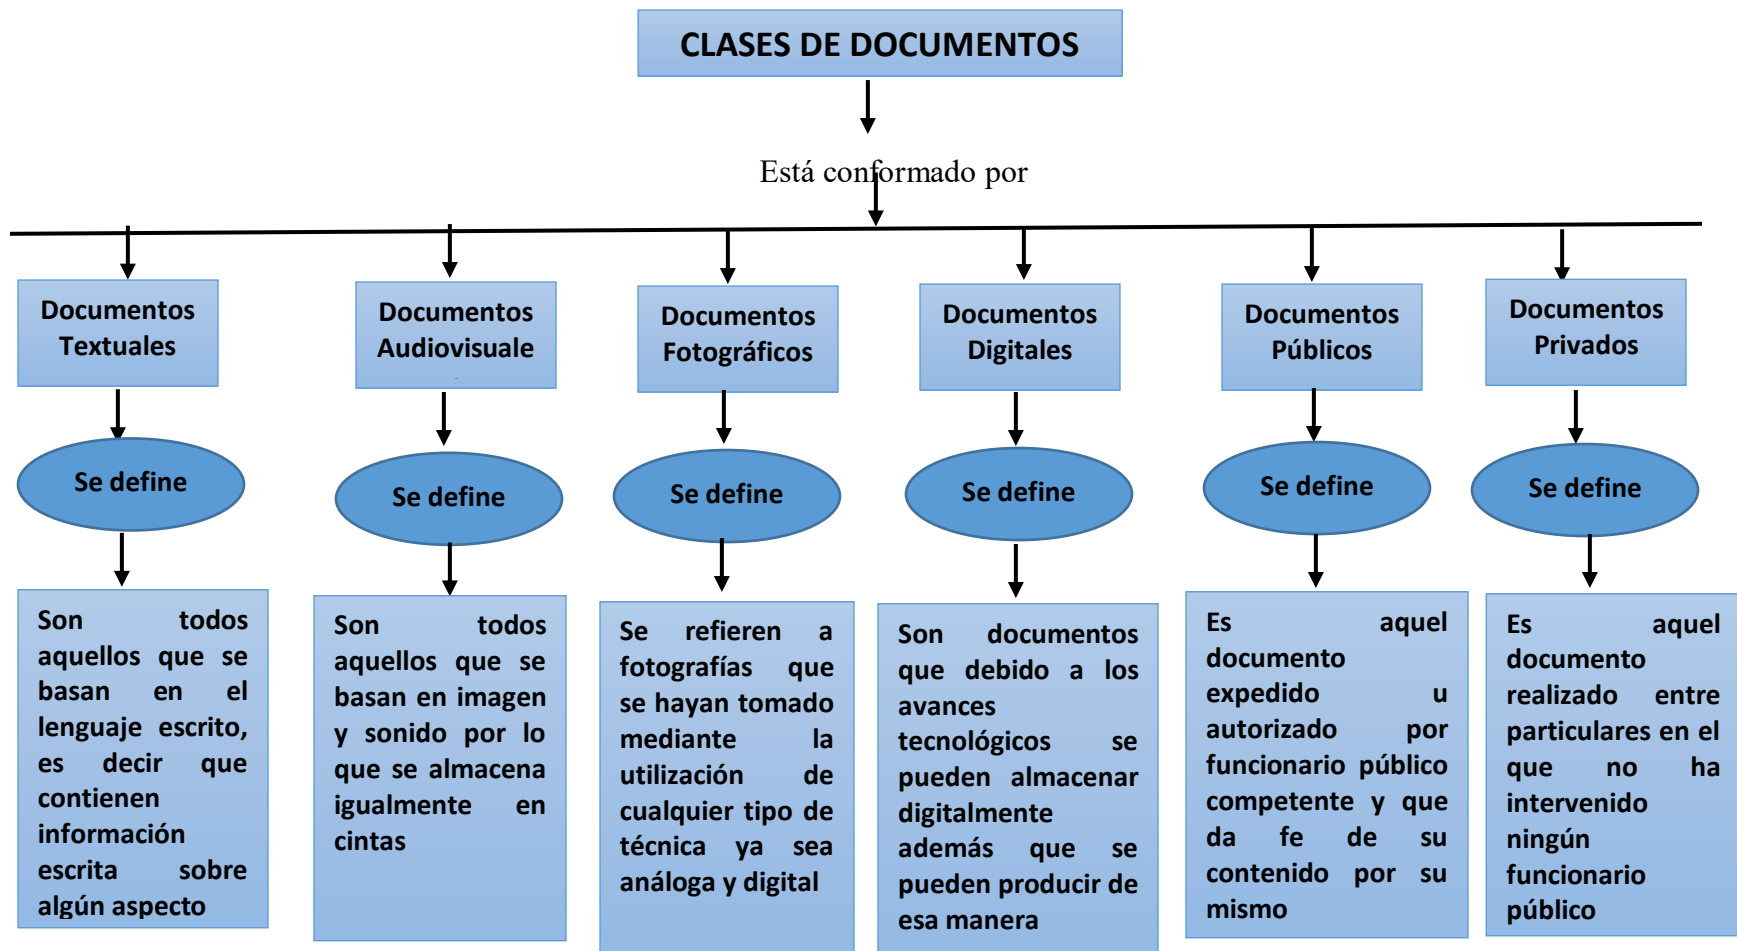 CLASES DE DOCUMENTOS
Está conformado por
Documentos
Textuales
Documentos
Audiovisuale
Documentos
Fotográficos
Documentos
Digitales
Documentos
Públicos
Documentos
Privados
Se define
Se define
Se define
Se define
Se define
Se define
Son todos
aquellos que se
basan en el
lenguaje escrito,
es decir que
contienen
información
escrita sobre
algún aspecto
Son todos
aquellos que se
basan en imagen
y sonido por lo
que se almacena
igualmente en
cintas
Se refieren a
fotografías que
se hayan tomado
mediante la
utilización de
cualquier tipo de
técnica ya sea
análoga y digital
Son documentos
que debido a los
avances
tecnológicos se
pueden almacenar
digitalmente
además que se
pueden producir de
esa manera
Es aquel
documento
expedido u
autorizado por
funcionario público
competente y que
da fe de su
contenido por su
mismo
Es aquel
documento
realizado entre
particulares en el
que no ha
intervenido
ningún
funcionario
público